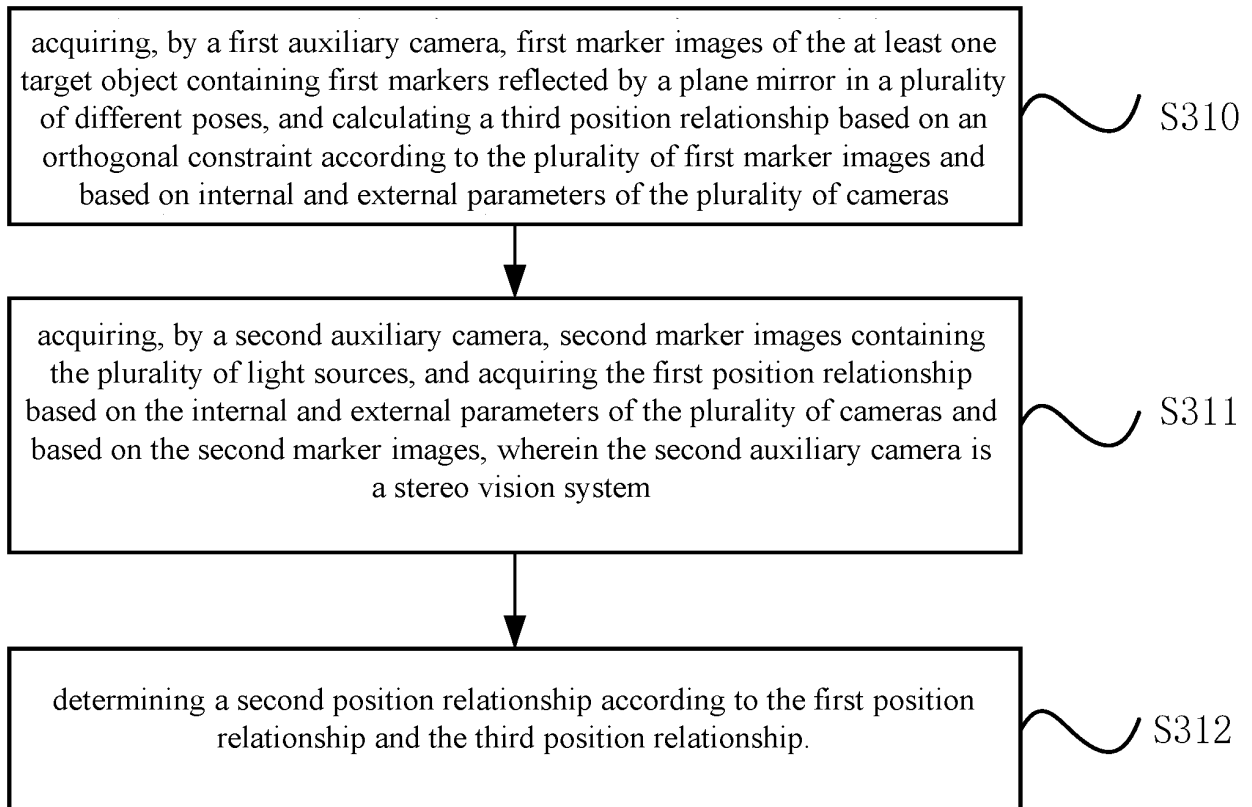 acquiring, by a first auxiliary camera, first marker images of the at least one
target object containing first markers reflected by a plane mirror in a plurality
of different poses, and calculating a third position relationship based on an
orthogonal constraint according to the plurality of first marker images and
based on internal and external parameters of the plurality of cameras
S310
acquiring, by a second auxiliary camera, second marker images containing
the plurality of light sources, and acquiring the first position relationship
based on the internal and external parameters of the plurality of cameras and
based on the second marker images, wherein the second auxiliary camera is
a stereo vision system
S311
determining a second position relationship according to the first position
relationship and the third position relationship.
S312